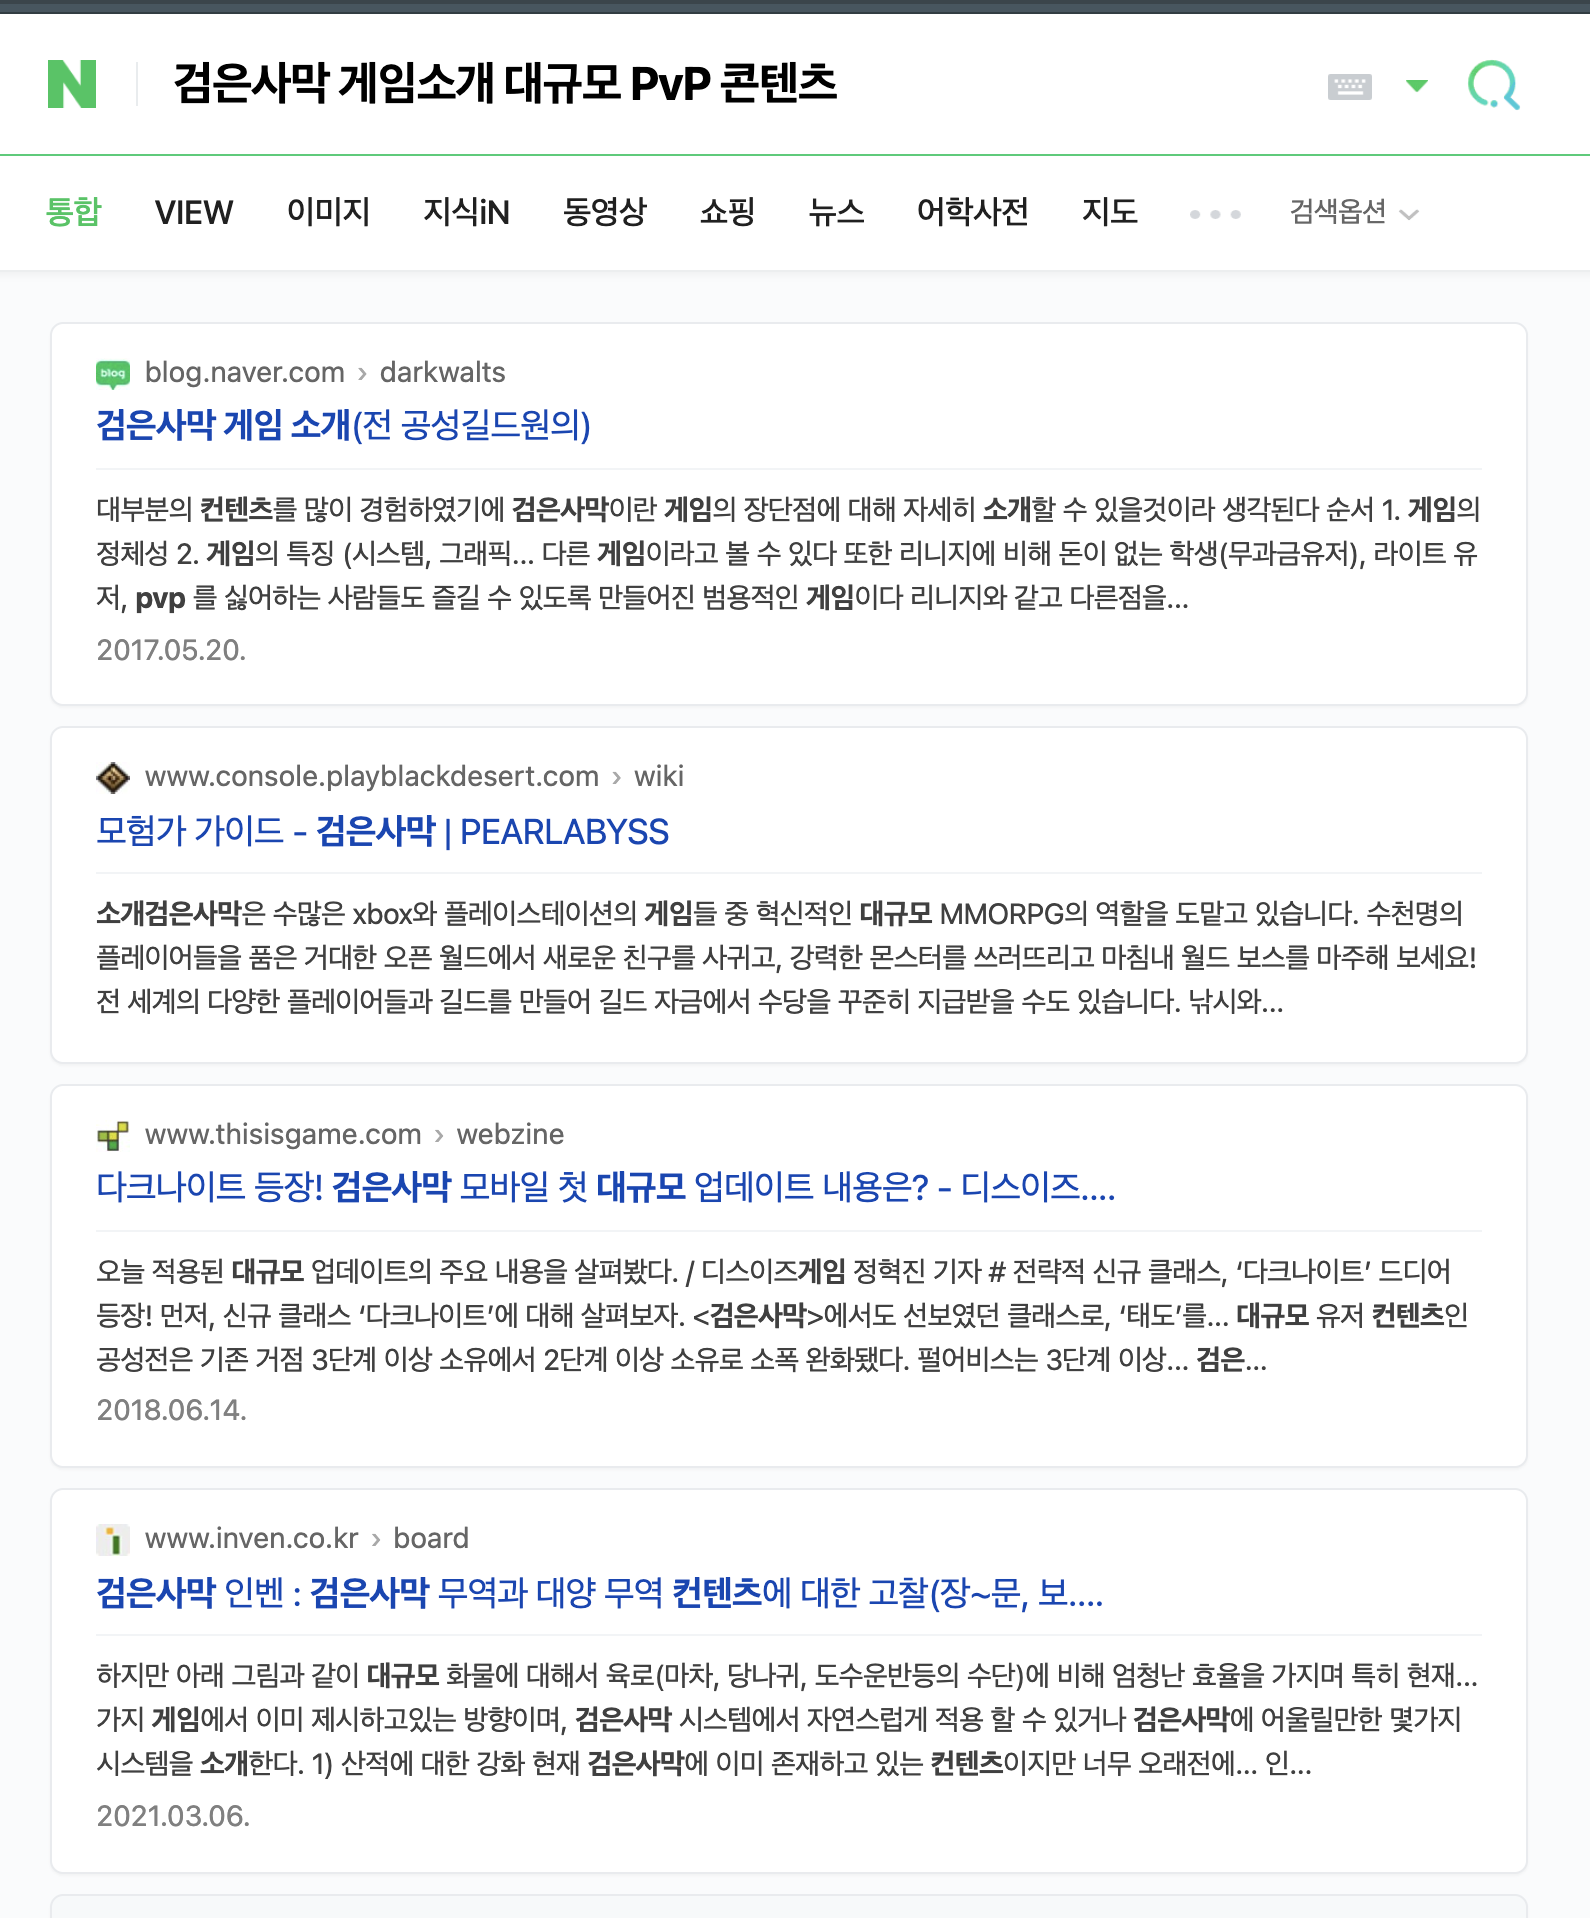 N 검은사막 게임소개 대규모 PvP 콘텐츠
통합 VIEW 이미지 지식iN 동영상 쇼핑 뉴스 어학사전 지도 검색옵션
blog blog.naver.com › darkwalts
검은사막 게임 소개(전 공성길드원의)
대부분의 컨텐츠를 많이 경험하였기에 검은사막이란 게임의 장단점에 대해 자세히 소개할 수 있을것이라 생각된다 순서 1. 게임의
정체성 2. 게임의 특징 (시스템, 그래픽... 다른 게임이라고 볼 수 있다 또한 리니지에 비해 돈이 없는 학생(무과금유저), 라이트 유
저, pvp 를 싫어하는 사람들도 즐길 수 있도록 만들어진 범용적인 게임이다 리니지와 같고 다른점을...
2017.05.20.
www.console.playblackdesert.com › wiki
모험가 가이드 - 검은사막 | PEARLABYSS
소개검은사막은 수많은 xbox와 플레이스테이션의 게임들 중 혁신적인 대규모 MMORPG의 역할을 도맡고 있습니다. 수천명의
플레이어들을 품은 거대한 오픈 월드에서 새로운 친구를 사귀고, 강력한 몬스터를 쓰러뜨리고 마침내 월드 보스를 마주해 보세요!
전 세계의 다양한 플레이어들과 길드를 만들어 길드 자금에서 수당을 꾸준히 지급받을 수도 있습니다. 낚시와...
www.thisisgame.com › webzine
다크나이트 등장! 검은사막 모바일 첫 대규모 업데이트 내용은? - 디스이즈....
오늘 적용된 대규모 업데이트의 주요 내용을 살펴봤다. / 디스이즈게임 정혁진 기자 # 전략적 신규 클래스, ‘다크나이트’ 드디어
등장! 먼저, 신규 클래스 ‘다크나이트’에 대해 살펴보자. <검은사막>에서도 선보였던 클래스로, ‘태도’를... 대규모 유저 컨텐츠인
공성전은 기존 거점 3단계 이상 소유에서 2단계 이상 소유로 소폭 완화됐다. 펄어비스는 3단계 이상... 검은...
2018.06.14.
www.inven.co.kr › board
검은사막 인벤 : 검은사막 무역과 대양 무역 컨텐츠에 대한 고찰(장~문, 보....
하지만 아래 그림과 같이 대규모 화물에 대해서 육로(마차, 당나귀, 도수운반등의 수단)에 비해 엄청난 효율을 가지며 특히 현재...
가지 게임에서 이미 제시하고있는 방향이며, 검은사막 시스템에서 자연스럽게 적용 할 수 있거나 검은사막에 어울릴만한 몇가지
시스템을 소개한다. 1) 산적에 대한 강화 현재 검은사막에 이미 존재하고 있는 컨텐츠이지만 너무 오래전에... 인...
2021.03.06.